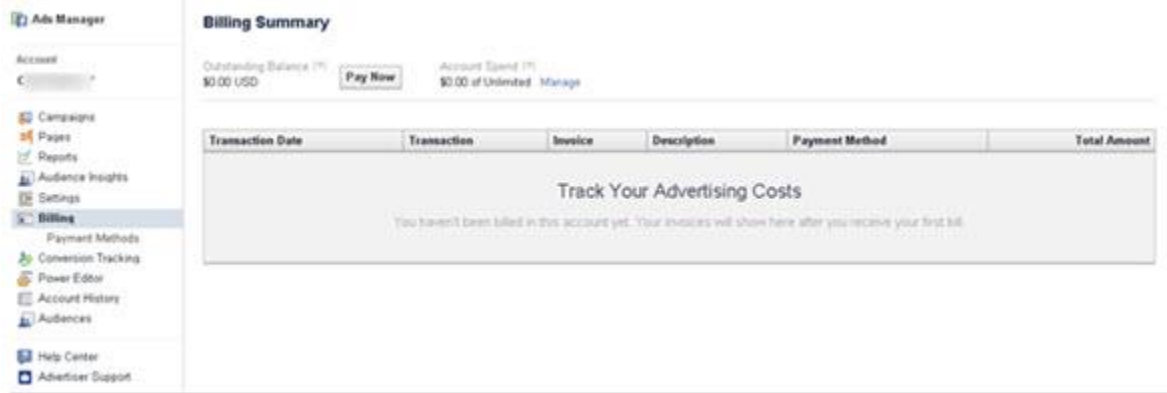 Ads Manager
Account
C
Campaigns
Pages
Reports
Audience Insights
Settings
Billing
Payment Methods
Conversion Tracking
Power Editor
Account History
Audiences
Help Center
Advertiser Support
Billing Summary
Outstanding Balance [?] Account Spend [?]
$0.00 USD Pay Now $0.00 of Unlimited Manage
Transaction Date Transaction Invoice Description Payment Method Total Amount
Track Your Advertising Costs
You haven't been billed in this account yet. Your invoices will show here after you receive your first bill.